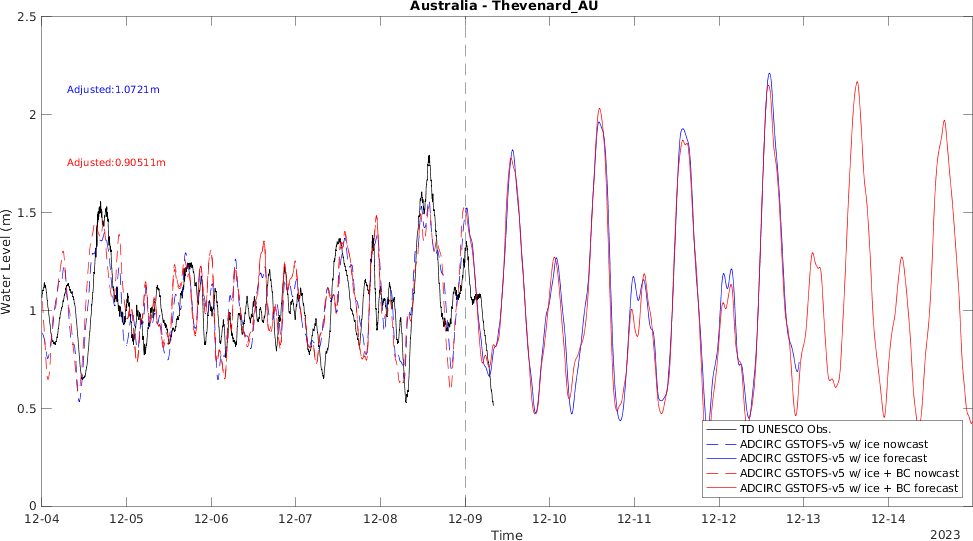 Australia - Thevenard_AU
2.5
2
1.5
1
0.5
0
Water Level (m)
Adjusted:1.0721m
Adjusted:0.90511m
TD UNESCO Obs.
ADCIRC GSTOFS-v5 w/ ice nowcast
ADCIRC GSTOFS-v5 w/ ice forecast
ADCIRC GSTOFS-v5 w/ ice + BC nowcast
ADCIRC GSTOFS-v5 w/ ice + BC forecast
12-04 12-05 12-06 12-07 12-08 12-09 12-10 12-11 12-12 12-13 12-14
Time
2023